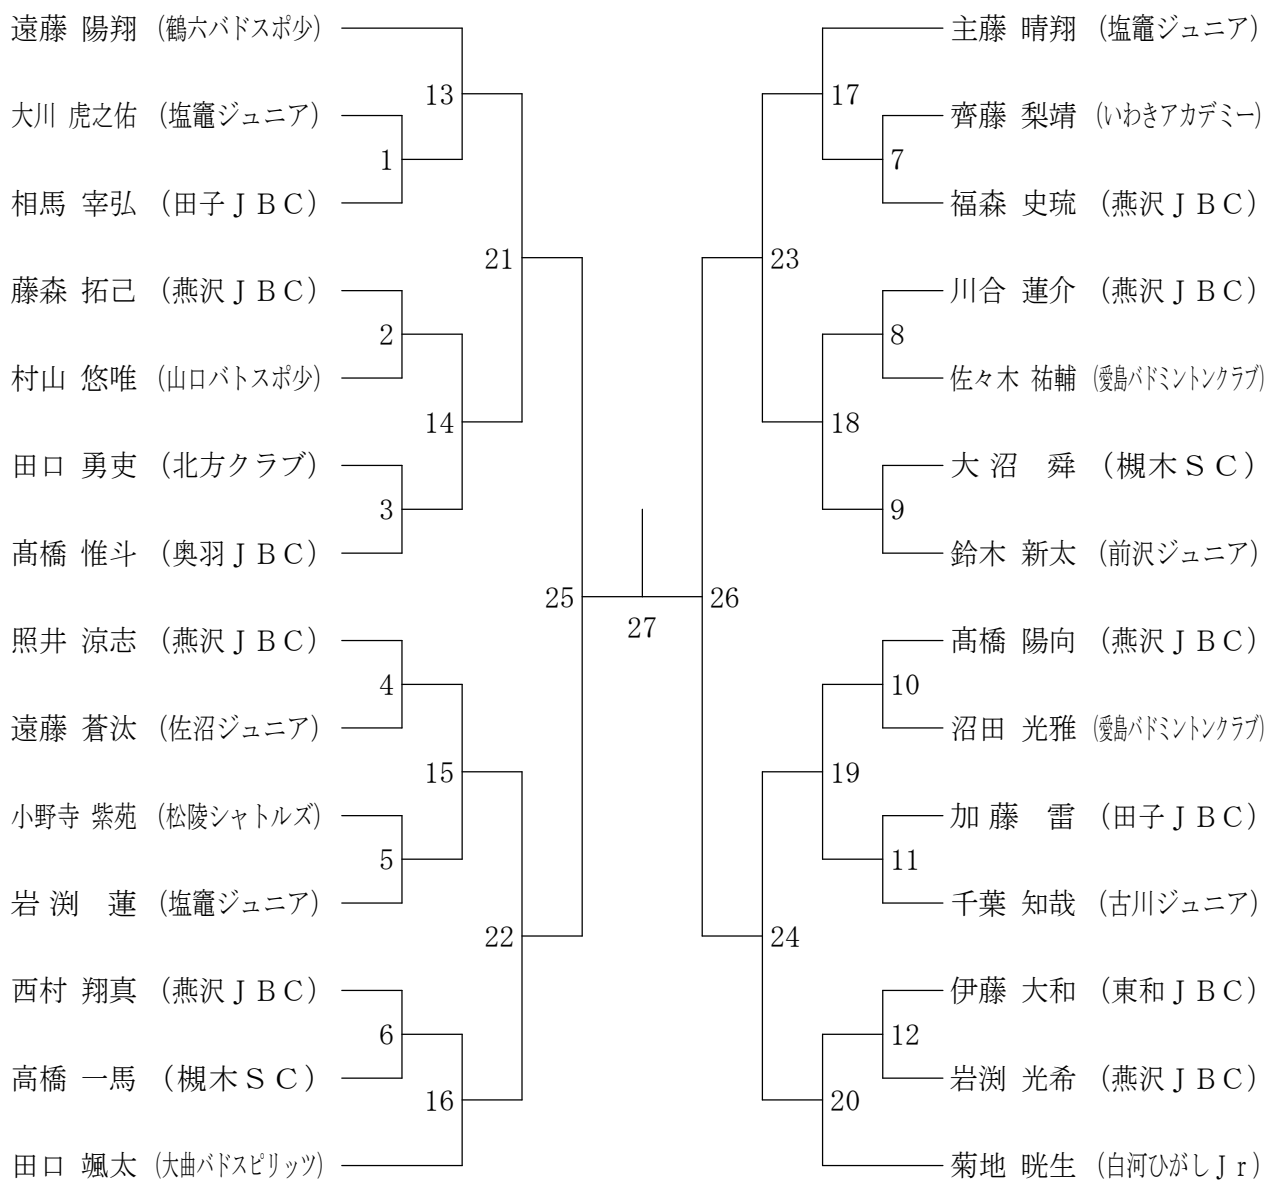 遠藤 陽翔 (鶴六バドスポ少)
13
大川 虎之佑 (塩竈ジュニア)
1
相馬 宰弘 (田子ＪＢＣ)
21
藤森 拓己 (燕沢ＪＢＣ)
2
村山 悠唯 (山口バトスポ少)
14
田口 勇吏 (北方クラブ)
3
髙橋 惟斗 (奥羽ＪＢＣ)
25
照井 涼志 (燕沢ＪＢＣ)
4
遠藤 蒼汰 (佐沼ジュニア)
15
小野寺 紫苑 (松陵シャトルズ)
5
岩渕 蓮 (塩竈ジュニア)
22
西村 翔真 (燕沢ＪＢＣ)
6
高橋 一馬 (槻木ＳＣ)
16
田口 颯太 (大曲バドスピリッツ)
27
主藤 晴翔 (塩竈ジュニア)
17
齊藤 梨靖 (いわきアカデミー)
7
福森 史琉 (燕沢ＪＢＣ)
23
川合 蓮介 (燕沢ＪＢＣ)
8
佐々木 祐輔 (愛島バドミントンクラブ)
18
大沼 舜 (槻木ＳＣ)
9
鈴木 新太 (前沢ジュニア)
26
髙橋 陽向 (燕沢ＪＢＣ)
10
沼田 光雅 (愛島バドミントンクラブ)
19
加藤 雷 (田子ＪＢＣ)
11
千葉 知哉 (古川ジュニア)
24
伊藤 大和 (東和ＪＢＣ)
12
岩渕 光希 (燕沢ＪＢＣ)
20
菊地 晄生 (白河ひがしＪｒ)